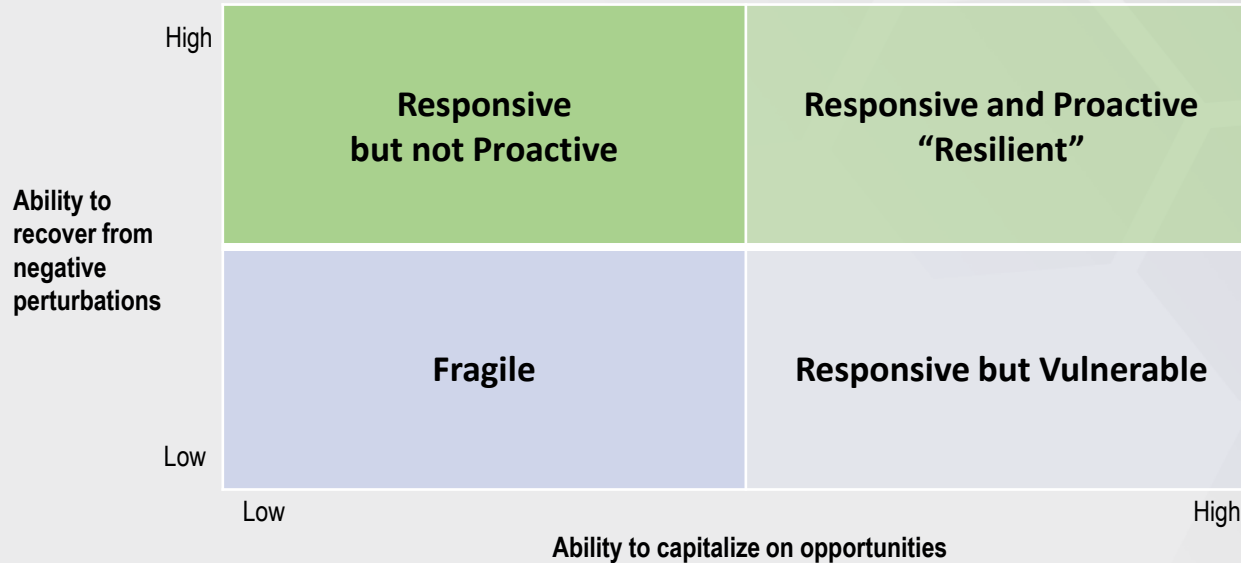 High
Responsive
but not Proactive
Responsive and Proactive
“Resilient”
Ability to
recover from
negative
perturbations
Fragile
Responsive but Vulnerable
Low
Low
High
Ability to capitalize on opportunities